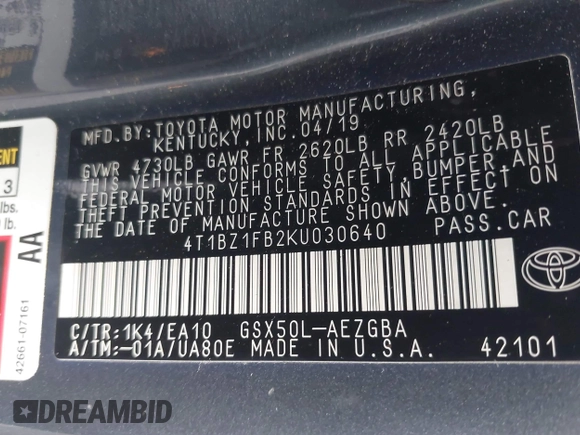 MFD.BY:TOYOTA MOTOR MANUFACTURING,
KENTUCKY,INC. 04/19
GVWR 4730LB GAWR FR 2620LB RR 2420LB
THIS VEHICLE CONFORMS TO ALL APPLICABLE
FEDERAL MOTOR VEHICLE SAFETY,BUMPER,AND
THEFT PREVENTION STANDARDS IN EFFECT ON
THE DATE OF MANUFACTURE SHOWN ABOVE.
4T1BZ1FB2KU030640 PASS.CAR
C/TR:1K4/EA10 GSX50L-AEZGBA
A/TM:-01A/UA80E MADE IN U.S.A. 42101
3
lbs.
lb.
AA
42661-07161
DREAMBID